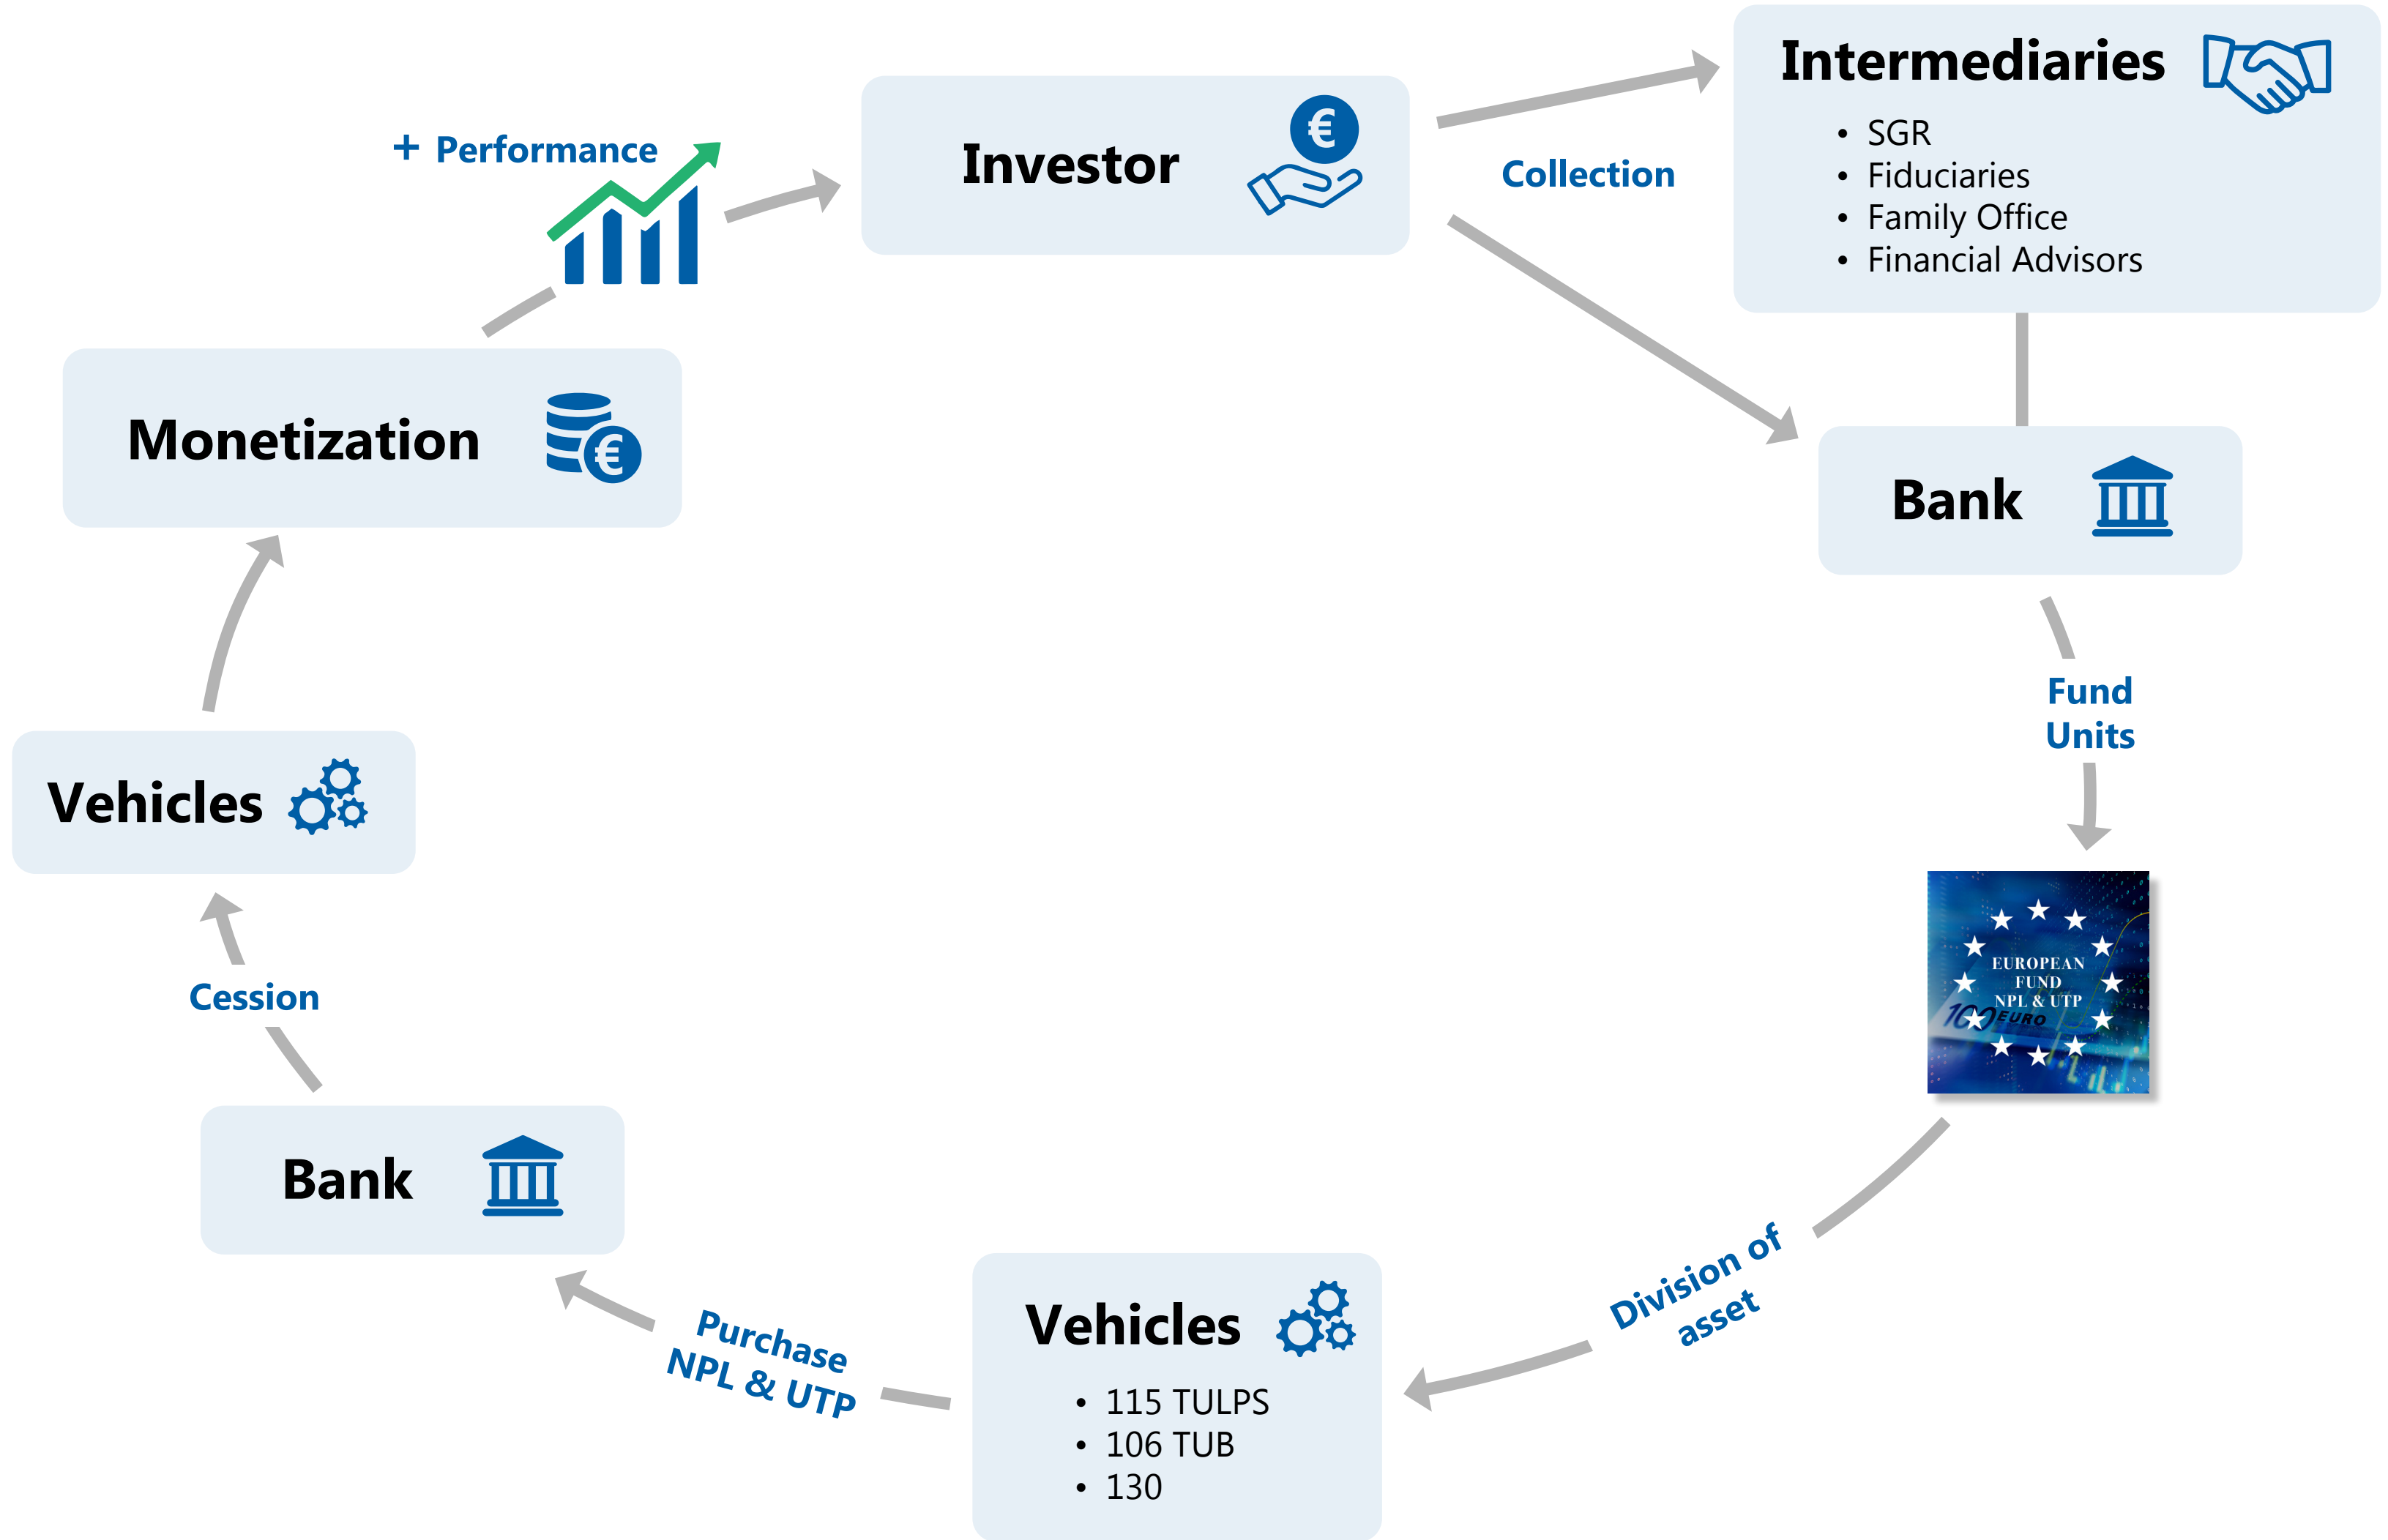 Intermediaries
• SGR
• Fiduciaries
• Family Office
• Financial Advisors
+ Performance
Investor
€
Collection
Monetization
€
Bank
Fund
Units
Vehicles
EUROPEAN
FUND
NPL & UTP
100 EURO
Cession
Bank
Division of
asset
Vehicles
• 115 TULPS
• 106 TUB
• 130
Purchase
NPL & UTP